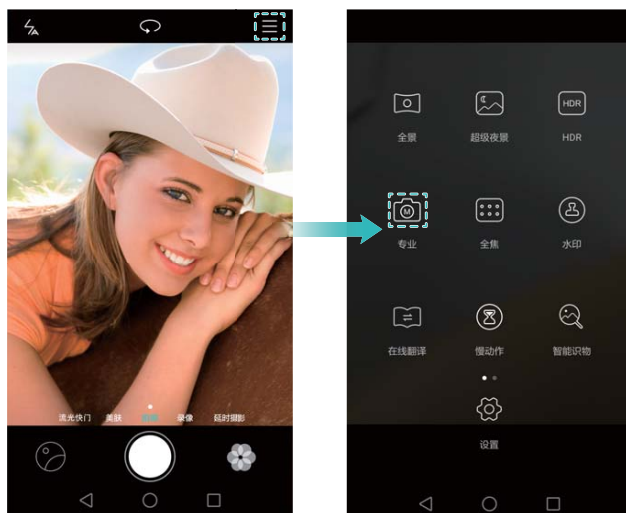 流光快门 美肤 拍照 录像 延时摄影
全景 超级夜景 HDR
专业 全焦 水印
在线翻译 慢动作 智能识物
设置